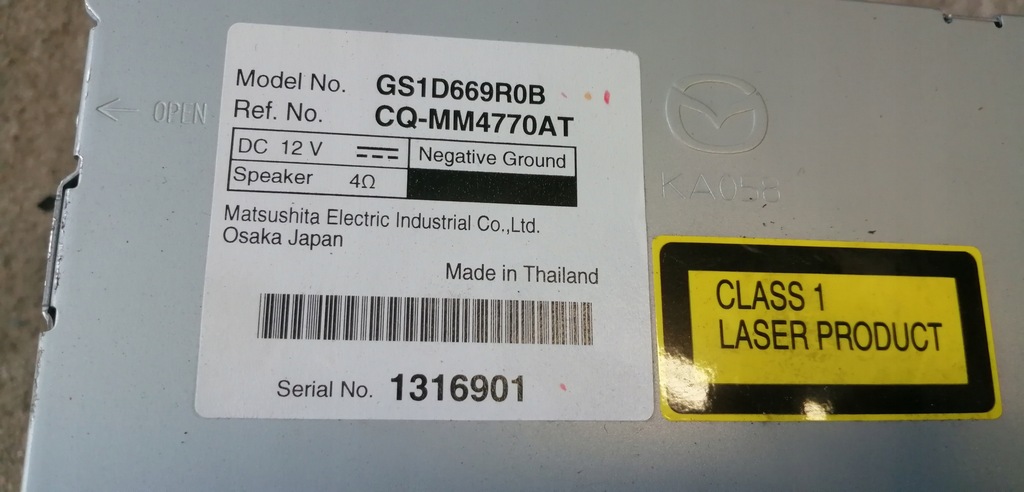 OPEN
Model No. GS1D669R0B
Ref. No. CQ-MM4770AT
DC 12 V Negative Ground
Speaker 4Ω
Matsushita Electric Industrial Co.,Ltd.
Osaka Japan
Made in Thailand
Serial No. 1316901
KA05B
CLASS 1
LASER PRODUCT